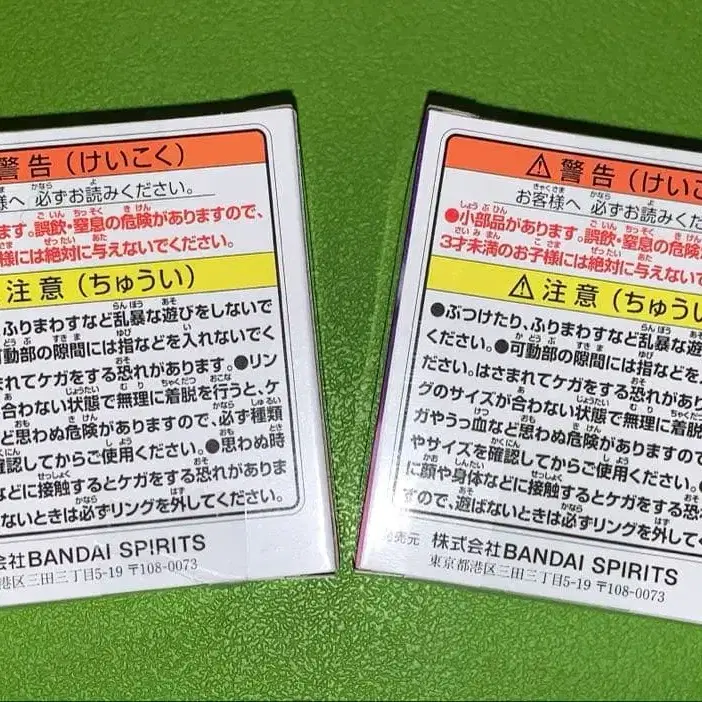 警告（けいこく）
様へ 必ずお読みください。
ます。誤飲・窒息の危険がありますので、
様には絶対に与えないでください。
注意（ちゅうい）
ふりまわすなど乱暴な遊びをしないで
可動部の隙間には指などを入れないでく
まれてケガをする恐れがあります。●リン
合わない状態で無理に着脱を行うと、ケ
ど思わぬ危険がありますので、必ず種類
確認してからご使用ください。●思わぬ時
などに接触するとケガをする恐れがありま
ないときは必ずリングを外してください。
会社BANDAI SPIRITS
港区三田三丁目5-19 〒108-0073
⚠警告（けいこ
お客様へ 必ずお読みくだ
●小部品があります。誤飲・窒息の危険が
3才未満のお子様には絶対に与えないで
⚠注意（ちゅうい
●ぶつけたり、ふりまわすなど乱暴な遊
ください。●可動部の隙間には指などを
ださい。はさまれてケガをする恐れがあり
グのサイズが合わない状態で無理に着脱
ガやうっ血など思わぬ危険がありますので
やサイズを確認してからご使用ください。
に顔や身体などに接触するとケガをする恐
すので、遊ばないときは必ずリングを外してく
発売元 株式会社BANDAI SPIRITS
東京都港区三田三丁目5-19 〒108-0073